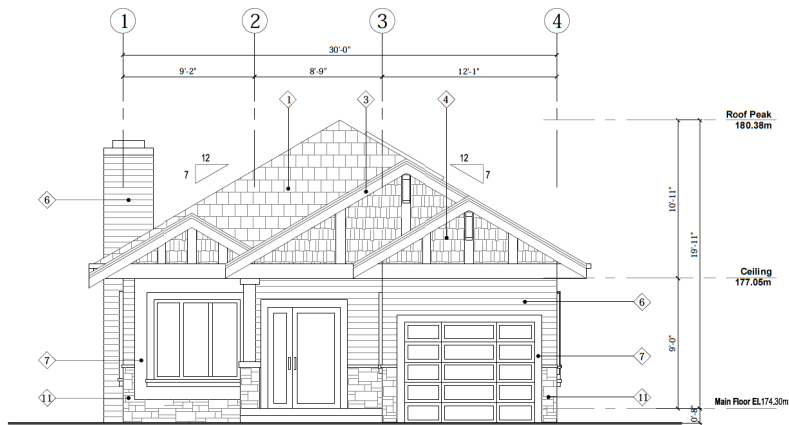 1 2 3 4
30'-0"
9'-2" 8'-9" 12'-1"
1 3 4
Roof Peak
180.38m
12 12
7 7
6
10'-11"
19'-11"
Ceiling
177.05m
6
9'-0"
7 7
11 11
Main Floor El.174.30m
0'-8"